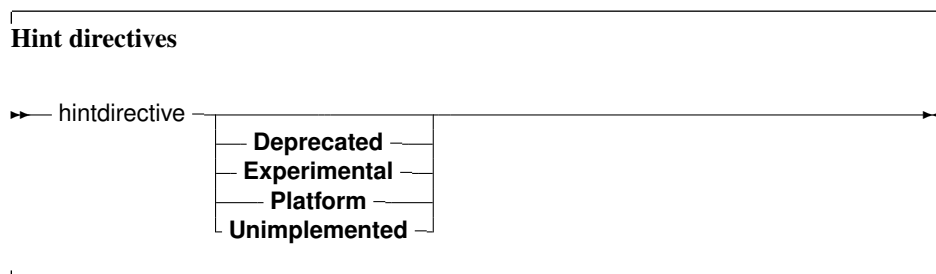 Hint directives
hintdirective
Deprecated
Experimental
Platform
Unimplemented